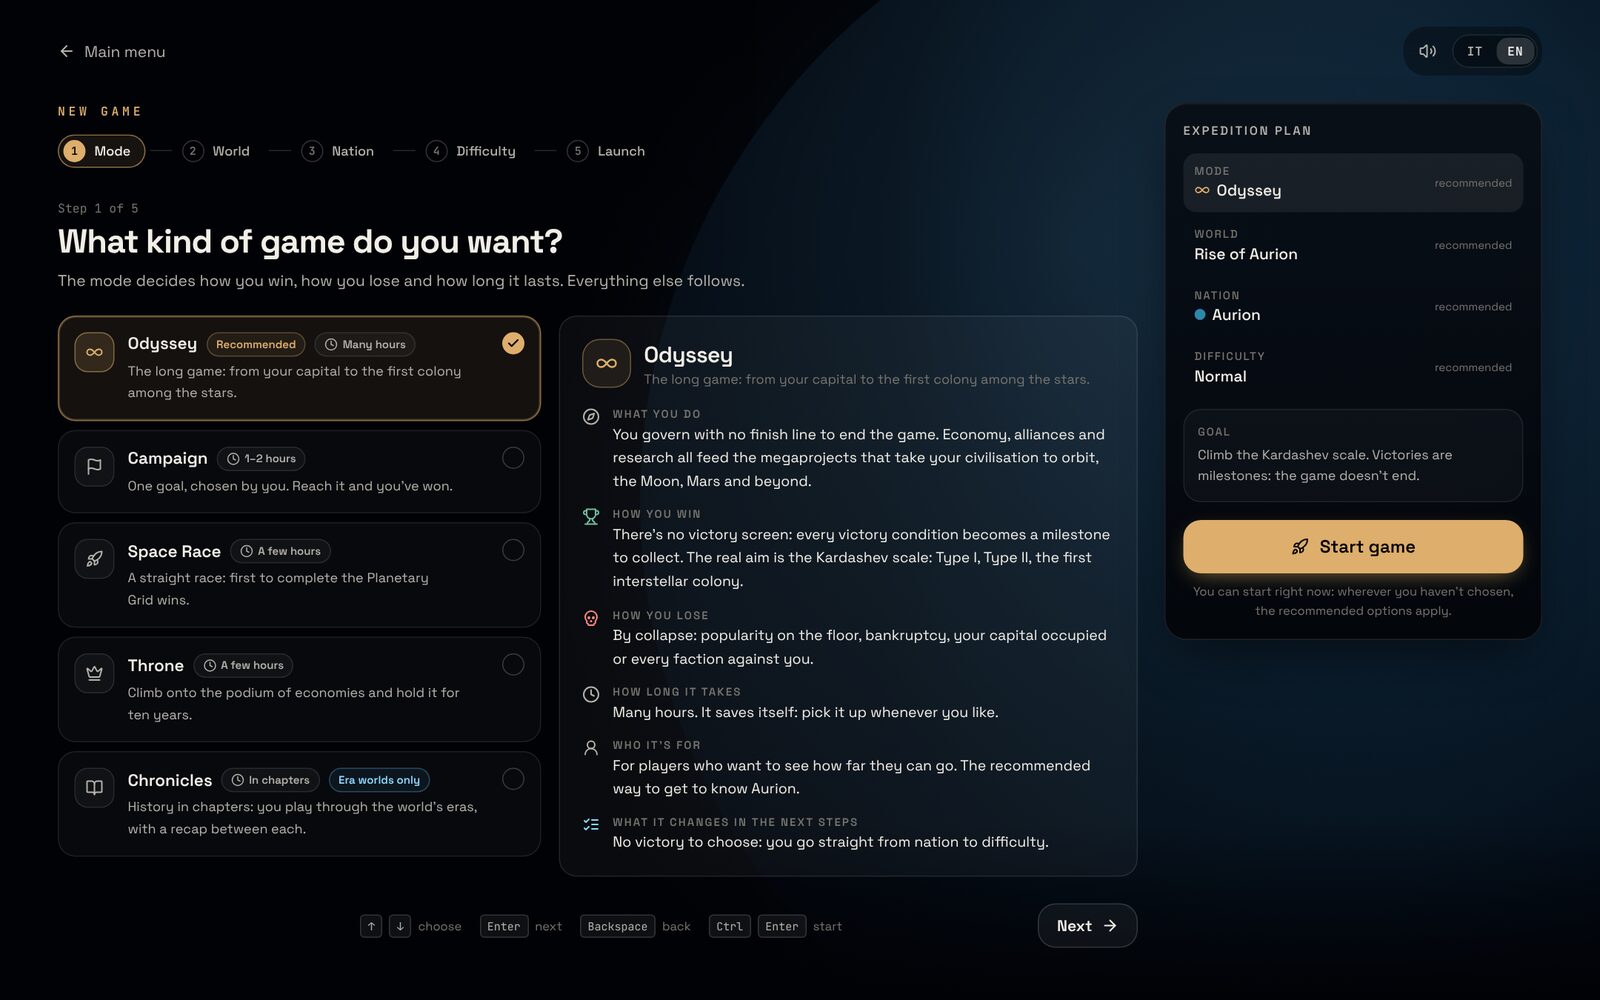 Main menu
IT
EN
NEW GAME
1 Mode
2 World
3 Nation
4 Difficulty
5 Launch
Step 1 of 5
What kind of game do you want?
The mode decides how you win, how you lose and how long it lasts. Everything else follows.
Odyssey
Recommended
Many hours
The long game: from your capital to the first colony
among the stars.
Campaign
1–2 hours
One goal, chosen by you. Reach it and you've won.
Space Race
A few hours
A straight race: first to complete the Planetary
Grid wins.
Throne
A few hours
Climb onto the podium of economies and hold it for
ten years.
Chronicles
In chapters
Era worlds only
History in chapters: you play through the world's eras,
with a recap between each.
Odyssey
The long game: from your capital to the first colony among the stars.
WHAT YOU DO
You govern with no finish line to end the game. Economy, alliances and
research all feed the megaprojects that take your civilisation to orbit,
the Moon, Mars and beyond.
HOW YOU WIN
There's no victory screen: every victory condition becomes a milestone
to collect. The real aim is the Kardashev scale: Type I, Type II, the first
interstellar colony.
HOW YOU LOSE
By collapse: popularity on the floor, bankruptcy, your capital occupied
or every faction against you.
HOW LONG IT TAKES
Many hours. It saves itself: pick it up whenever you like.
WHO IT'S FOR
For players who want to see how far they can go. The recommended
way to get to know Aurion.
WHAT IT CHANGES IN THE NEXT STEPS
No victory to choose: you go straight from nation to difficulty.
EXPEDITION PLAN
MODE
Odyssey
recommended
WORLD
Rise of Aurion
recommended
NATION
Aurion
recommended
DIFFICULTY
Normal
recommended
GOAL
Climb the Kardashev scale. Victories are
milestones: the game doesn't end.
Start game
You can start right now: wherever you haven't chosen,
the recommended options apply.
↑ ↓ choose
Enter next
Backspace back
Ctrl Enter start
Next →